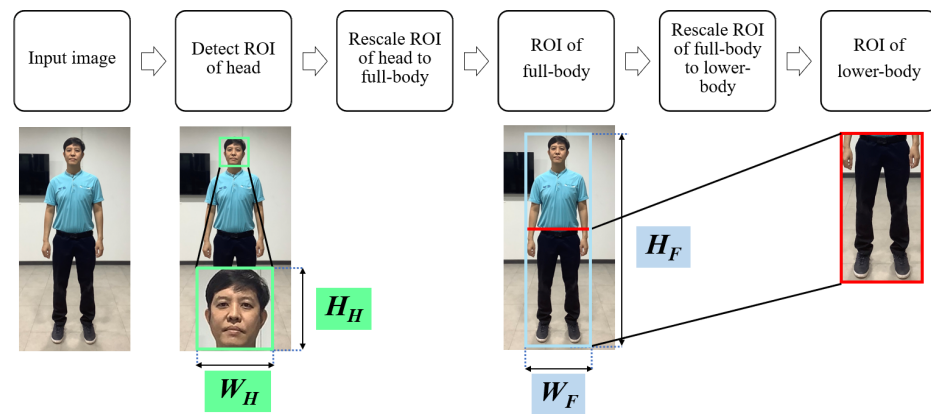 Input image
Detect ROI
of head
Rescale ROI
of head to
full-body
ROI of
full-body
Rescale ROI
of full-body
to lower-
body
ROI of
lower-body
H_H
W_H
H_F
W_F